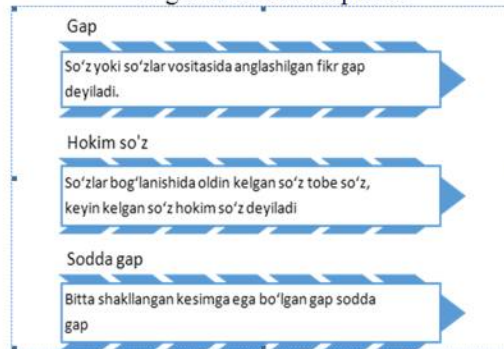 Gap
So‘z yoki so‘zlar vositasida anglashilgan fikr gap
deyiladi.
Hokim so'z
So‘zlar bog‘lanishida oldin kelgan so‘z tobe so‘z,
keyin kelgan so‘z hokim so‘z deyiladi
Sodda gap
Bitta shakllangan kesimga ega bo‘lgan gap sodda
gap